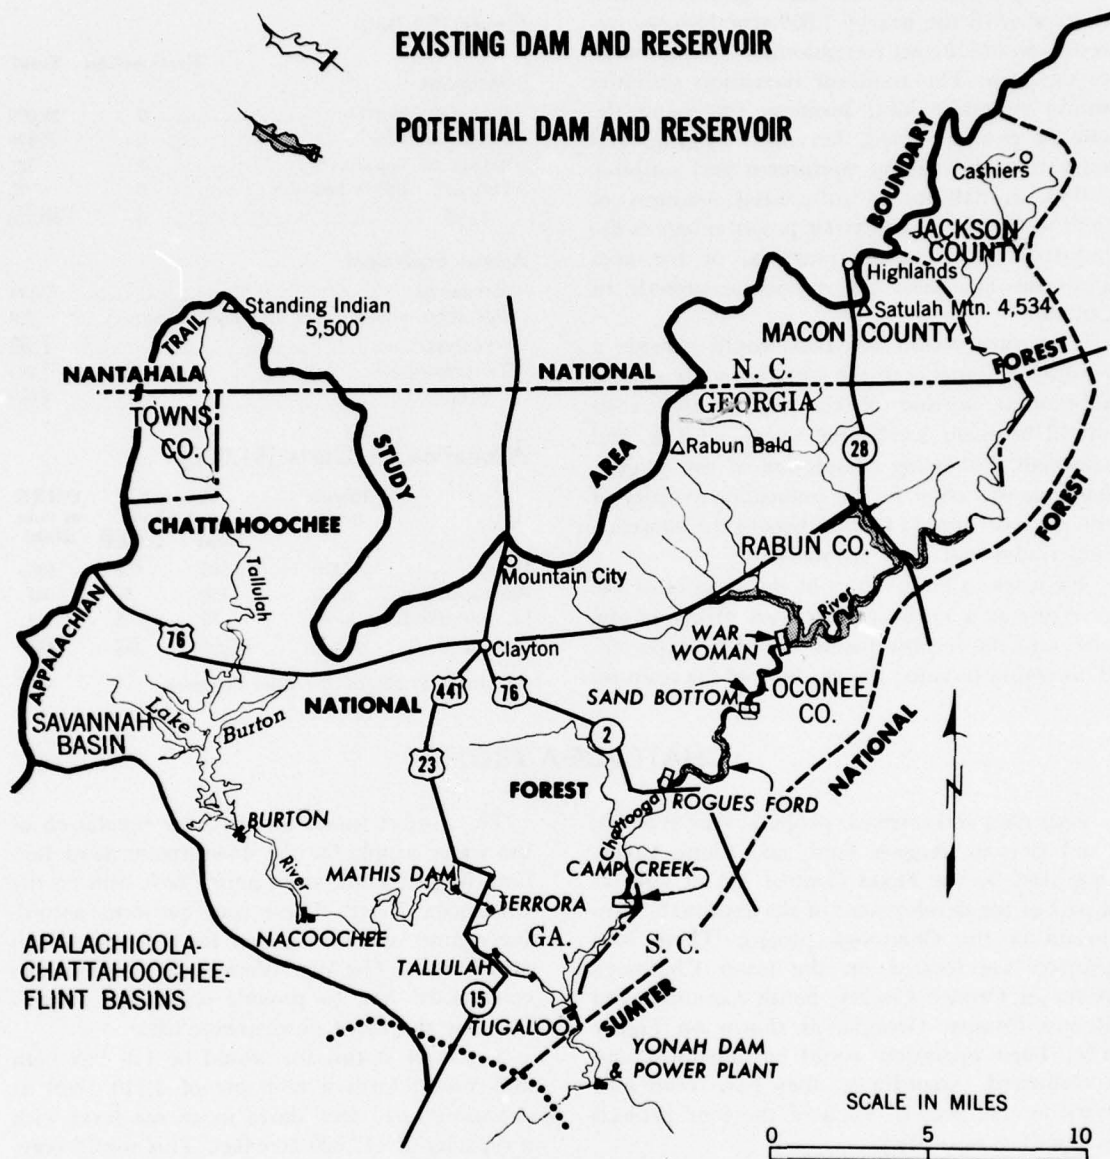 EXISTING DAM AND RESERVOIR
POTENTIAL DAM AND RESERVOIR
BOUNDARY
Cashiers
JACKSON
COUNTY
Highlands
Satulah Mtn. 4,534
MACON COUNTY
Standing Indian
5,500'
TRAIL
NANTAHALA
NATIONAL
FOREST
N. C.
GEORGIA
TOWNS
CO.
STUDY
AREA
Rabun Bald
28
FOREST
CHATTAHOOCHEE
RABUN CO.
Tallulah
Mountain City
River
APPALACHIAN
76
Clayton
WAR
WOMAN
441
76
SAND BOTTOM
OCONEE
CO.
NATIONAL
SAVANNAH
BASIN
Lake
Burton
2
NATIONAL
23
FOREST
N
ROGUES FORD
Chattooga
BURTON
River
MATHIS DAM
CAMP CREEK
TERRORA
NACOOCHEE
GA.
S. C.
APALACHICOLA-
CHATTAHOOCHEE-
FLINT BASINS
TALLULAH
15
TUGALOO
SUMTER
YONAH DAM
& POWER PLANT
SCALE IN MILES
0 5 10